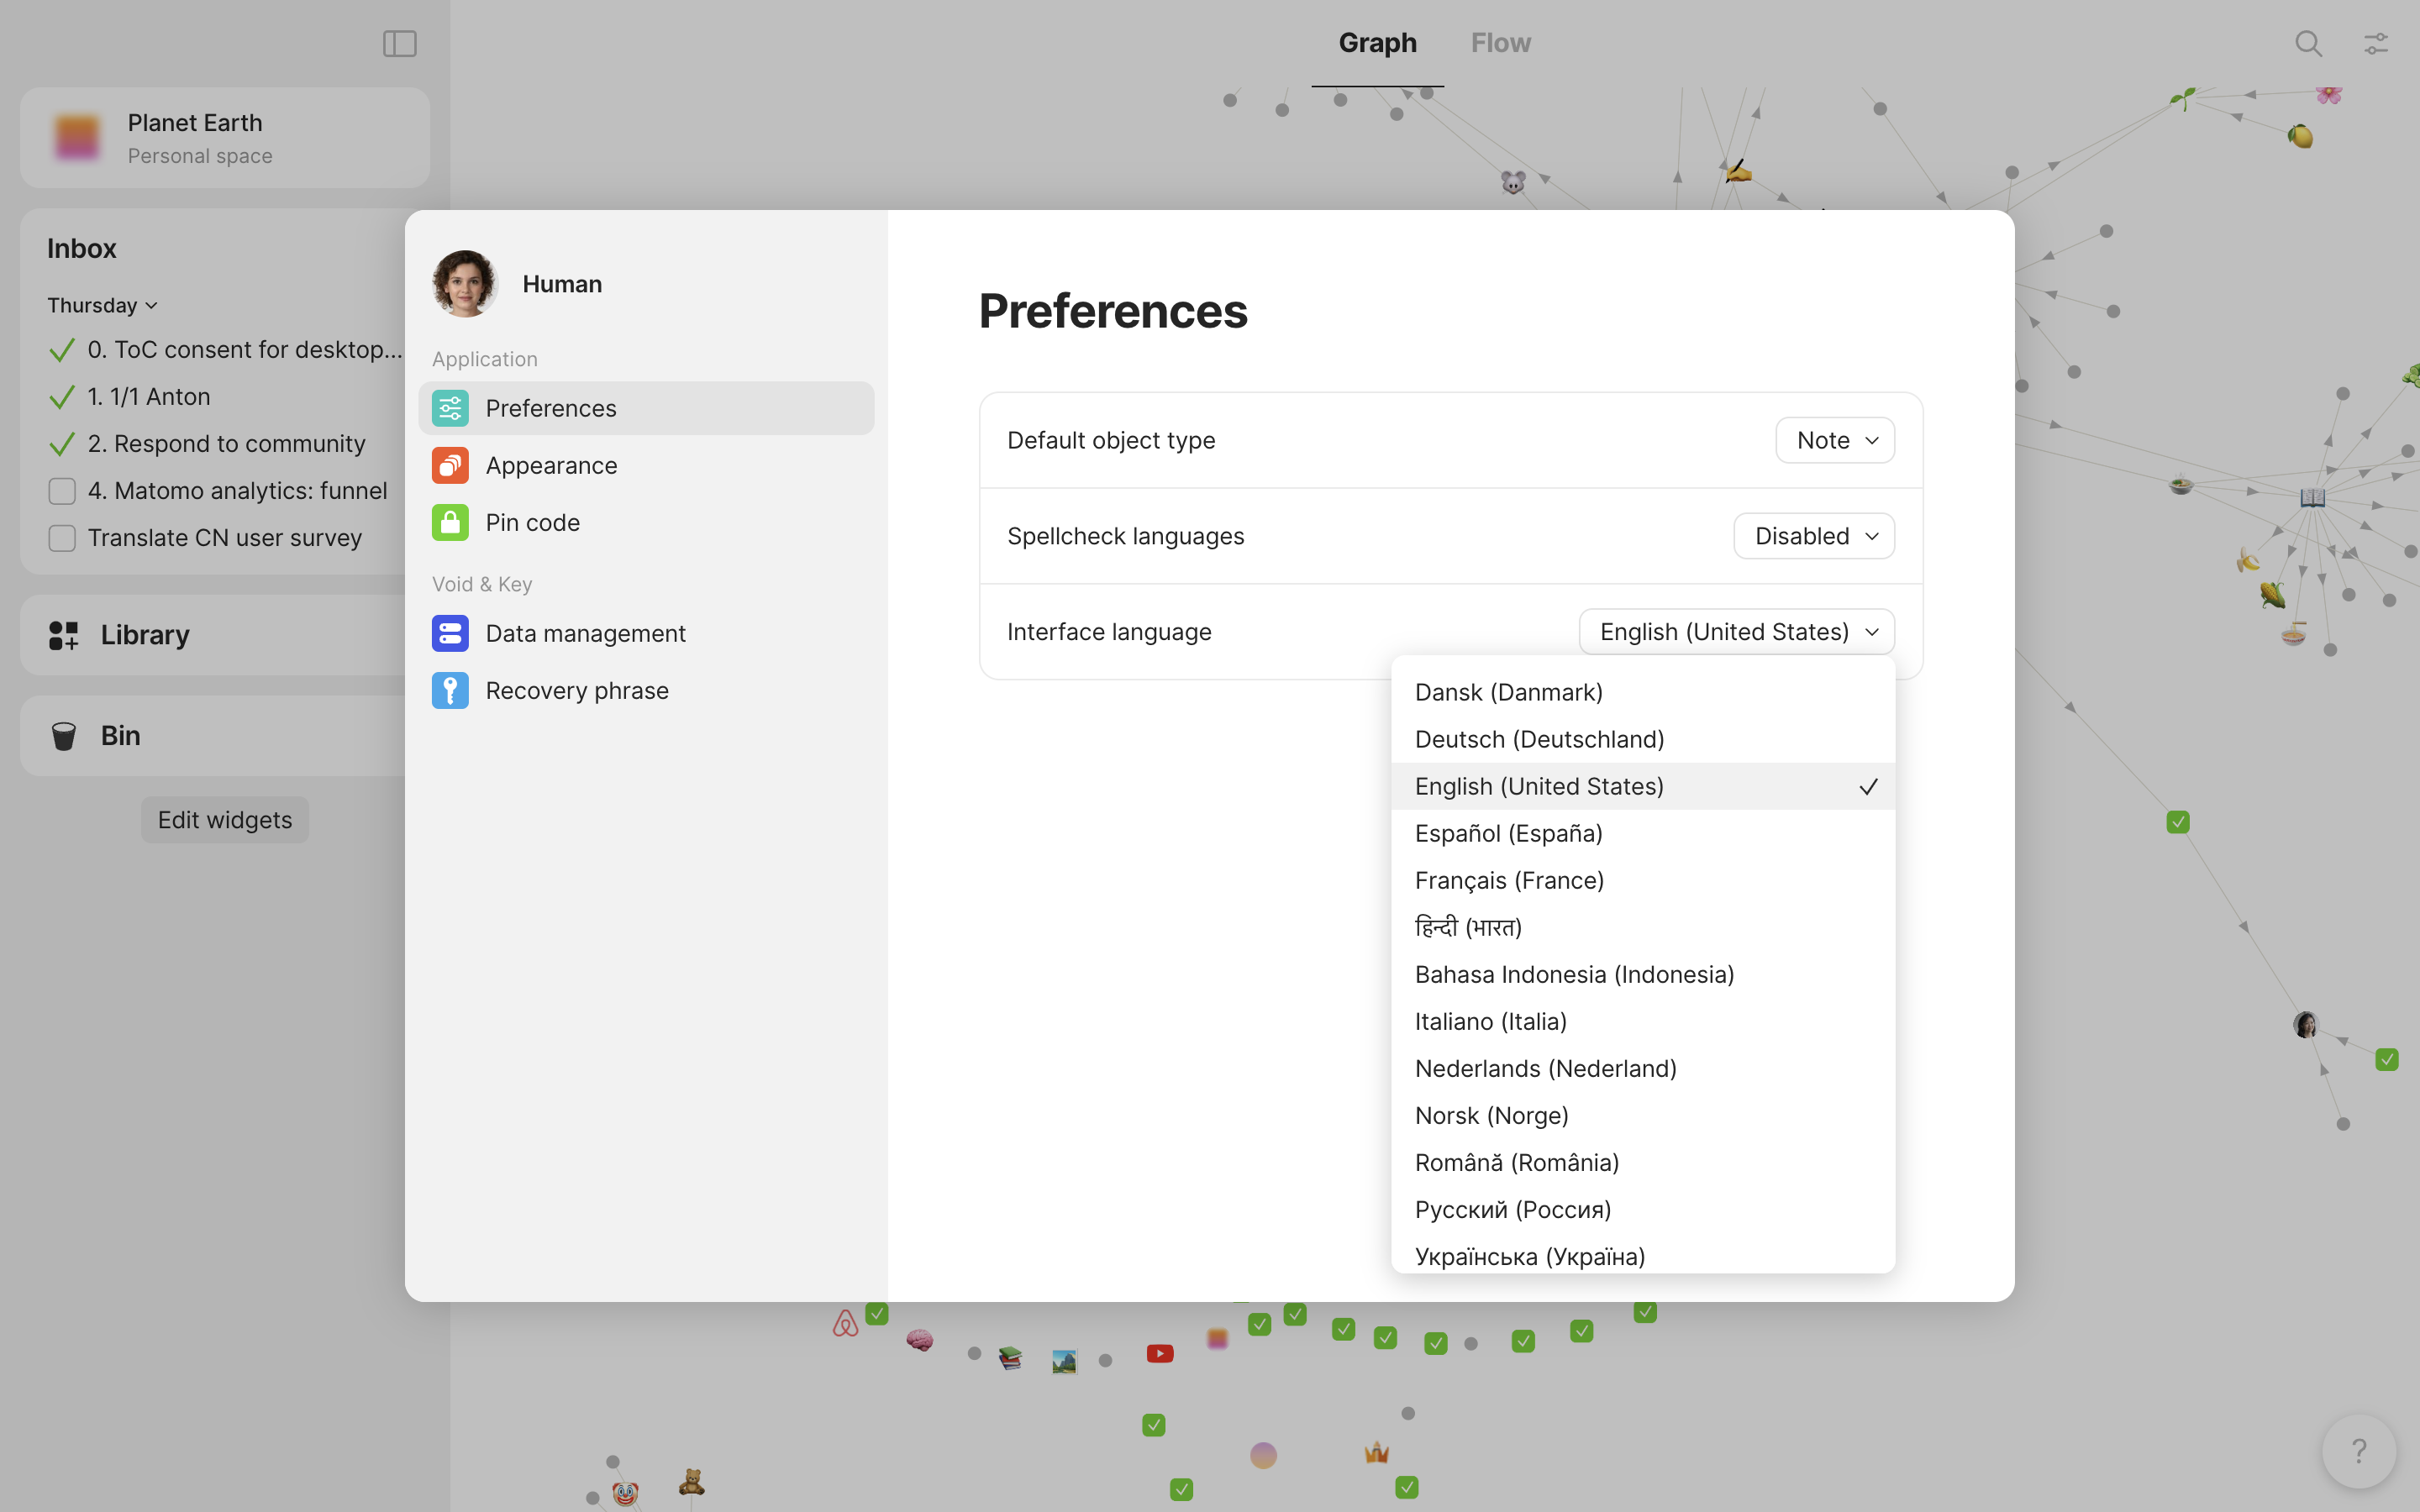 Graph
Flow
Planet Earth
Personal space
Inbox
Thursday
0. ToC consent for desktop...
1. 1/1 Anton
2. Respond to community
4. Matomo analytics: funnel
Translate CN user survey
Library
Bin
Edit widgets
Human
Application
Preferences
Appearance
Pin code
Void & Key
Data management
Recovery phrase
Preferences
Default object type
Note
Spellcheck languages
Disabled
Interface language
English (United States)
Dansk (Danmark)
Deutsch (Deutschland)
English (United States)
Español (España)
Français (France)
हिन्दी (भारत)
Bahasa Indonesia (Indonesia)
Italiano (Italia)
Nederlands (Nederland)
Norsk (Norge)
Română (România)
Русский (Россия)
Українська (Україна)
?